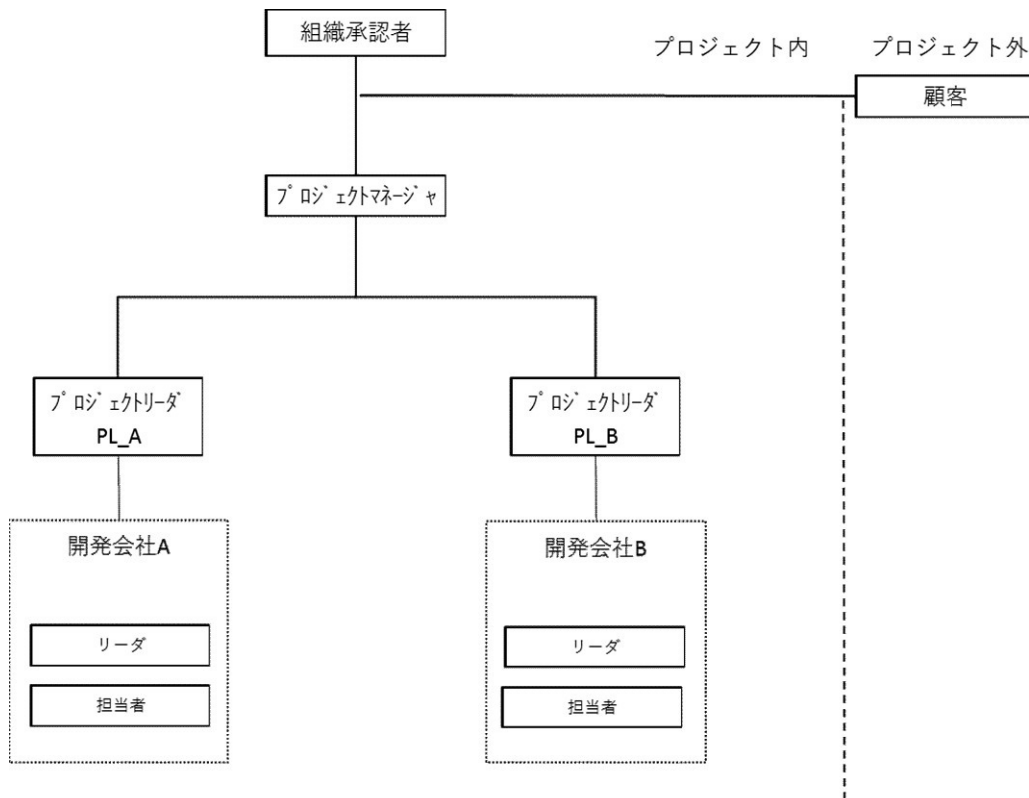 組織承認者
プロジェクト内
プロジェクト外
顧客
ﾌﾟﾛｼﾞｪｸﾄﾏﾈｰｼﾞｬ
ﾌﾟﾛｼﾞｪｸﾄﾘｰﾀﾞ
PL_A
ﾌﾟﾛｼﾞｪｸﾄﾘｰﾀﾞ
PL_B
開発会社A
リーダ
担当者
開発会社B
リーダ
担当者